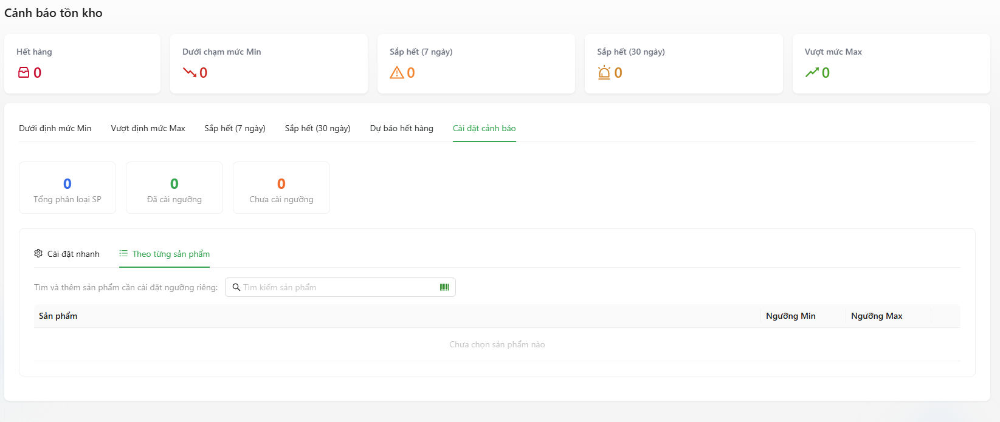 Cảnh báo tồn kho
Hết hàng
0
Dưới chạm mức Min
0
Sắp hết (7 ngày)
0
Sắp hết (30 ngày)
0
Vượt mức Max
0
Dưới định mức Min
Vượt định mức Max
Sắp hết (7 ngày)
Sắp hết (30 ngày)
Dự báo hết hàng
Cài đặt cảnh báo
0
Tổng phân loại SP
0
Đã cài ngưỡng
0
Chưa cài ngưỡng
Cài đặt nhanh
Theo từng sản phẩm
Tìm và thêm sản phẩm cần cài đặt ngưỡng riêng:
Tìm kiếm sản phẩm
Sản phẩm
Ngưỡng Min
Ngưỡng Max
Chưa chọn sản phẩm nào